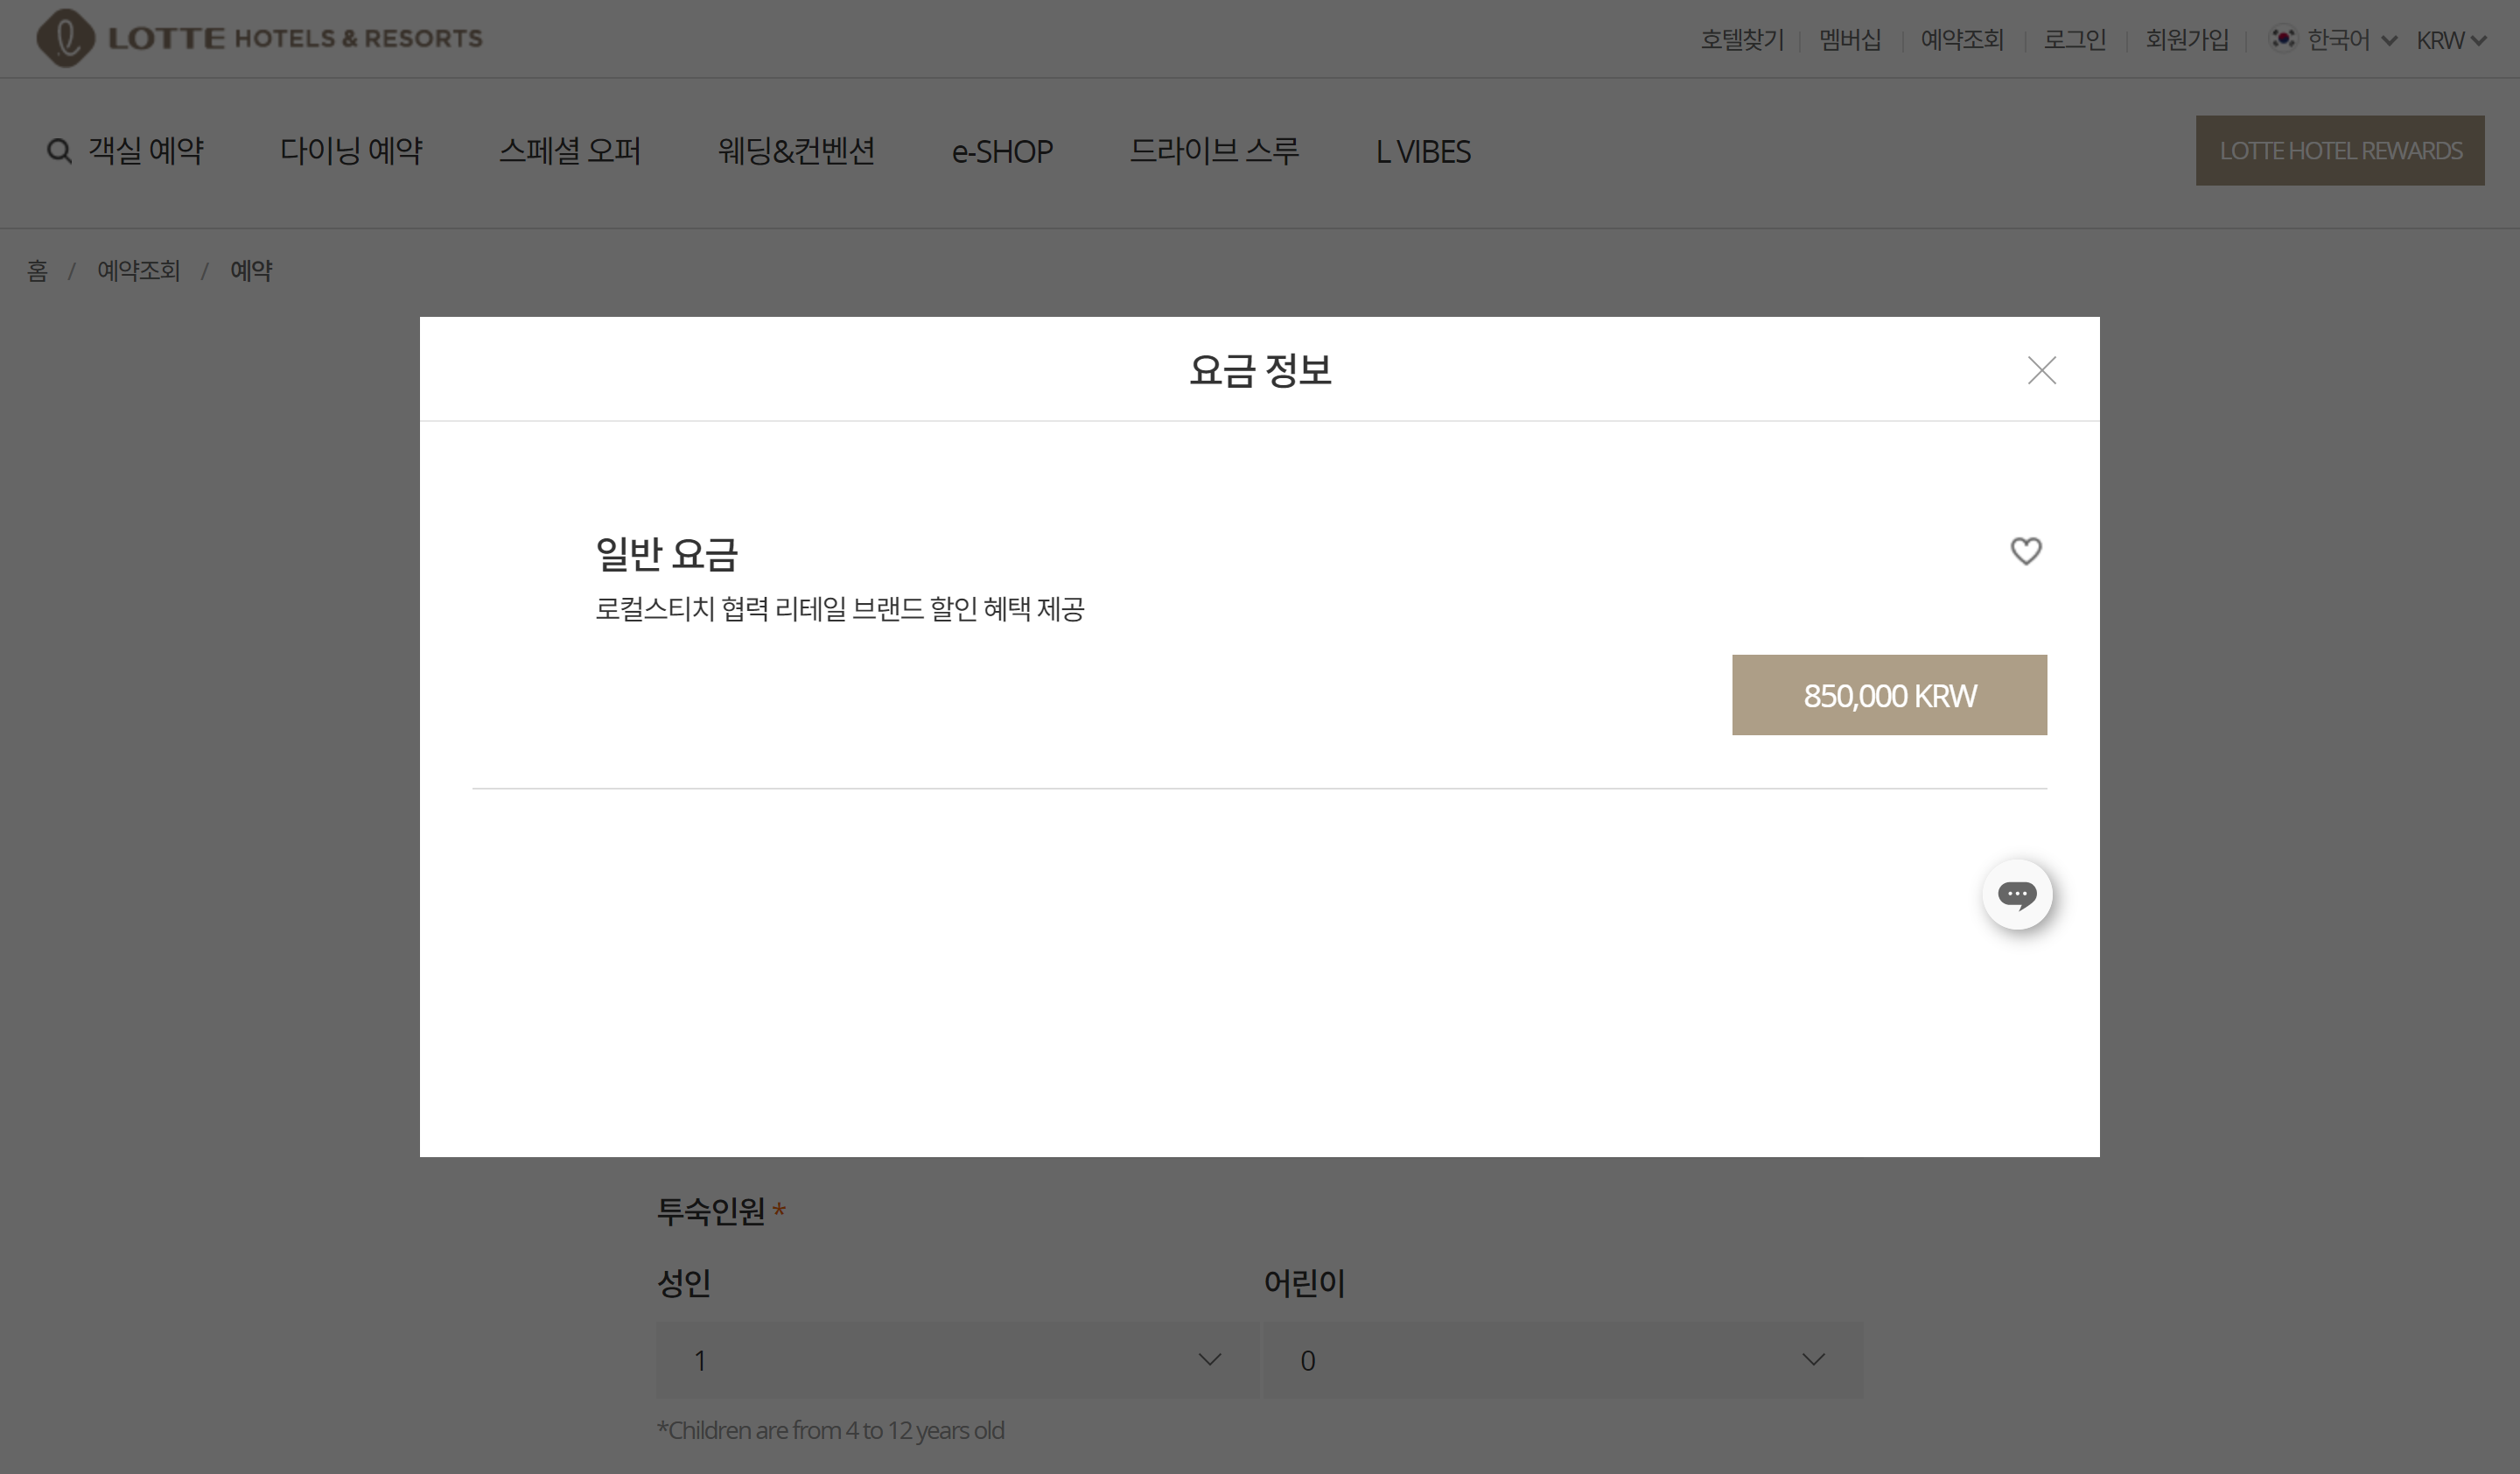 LOTTE HOTELS & RESORTS
호텔찾기 멤버십 예약조회 로그인 회원가입 한국어 KRW
객실 예약 다이닝 예약 스페셜 오퍼 웨딩&컨벤션 e-SHOP 드라이브 스루 L VIBES LOTTE HOTEL REWARDS
홈 / 예약조회 / 예약
요금 정보
일반 요금
로컬스티치 협력 리테일 브랜드 할인 혜택 제공
850,000 KRW
투숙인원 *
성인 어린이
1 0
*Children are from 4 to 12 years old